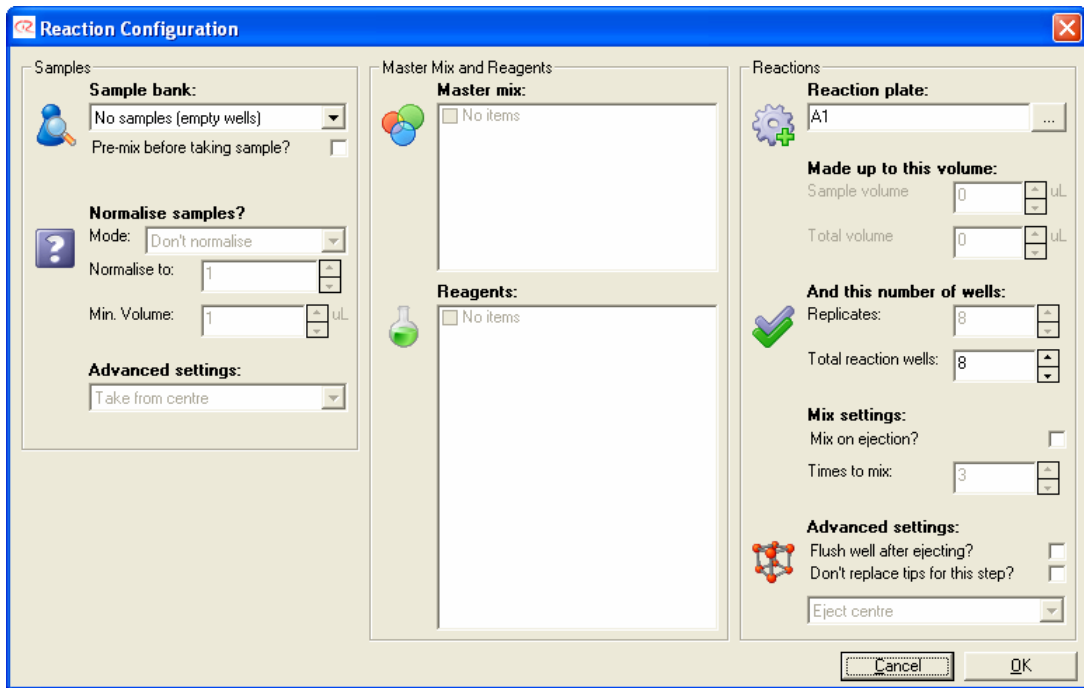 Reaction Configuration
Samples
Sample bank:
No samples (empty wells)
Pre-mix before taking sample?
Normalise samples?
Mode: Don't normalise
Normalise to: 1
Min. Volume: 1 uL
Advanced settings:
Take from centre
Master Mix and Reagents
Master mix:
No items
Reagents:
No items
Reactions
Reaction plate:
A1 ...
Made up to this volume:
Sample volume 0 uL
Total volume 0 uL
And this number of wells:
Replicates: 8
Total reaction wells: 8
Mix settings:
Mix on ejection?
Times to mix: 3
Advanced settings:
Flush well after ejecting?
Don't replace tips for this step?
Eject centre
Cancel OK